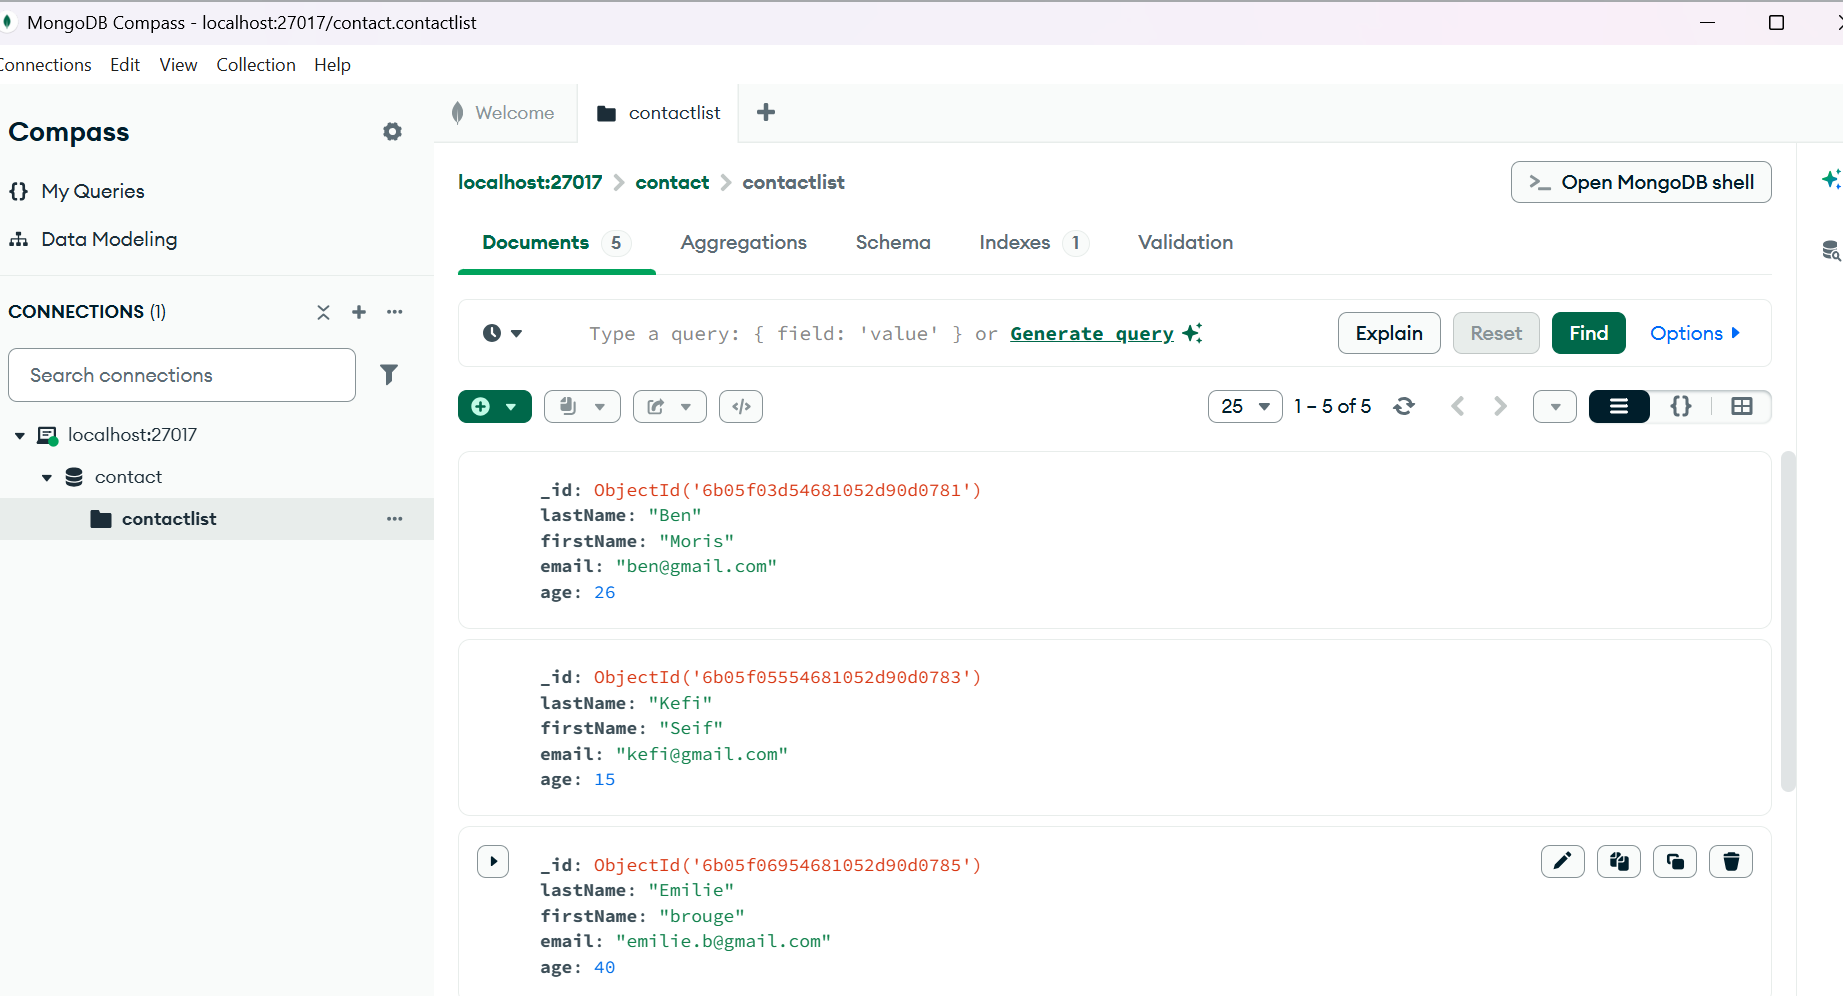 MongoDB Compass - localhost:27017/contact.contactlist
Connections Edit View Collection Help
Compass
My Queries
Data Modeling
CONNECTIONS (1)
Search connections
localhost:27017
contact
contactlist
Welcome
contactlist
localhost:27017 > contact > contactlist
>_ Open MongoDB shell
Documents 5 Aggregations Schema Indexes 1 Validation
Type a query: { field: 'value' } or Generate query
Explain Reset Find Options
25 1 – 5 of 5
_id: ObjectId('6b05f03d54681052d90d0781')
lastName: "Ben"
firstName: "Moris"
email: "ben@gmail.com"
age: 26
_id: ObjectId('6b05f05554681052d90d0783')
lastName: "Kefi"
firstName: "Seif"
email: "kefi@gmail.com"
age: 15
_id: ObjectId('6b05f06954681052d90d0785')
lastName: "Emilie"
firstName: "brouge"
email: "emilie.b@gmail.com"
age: 40